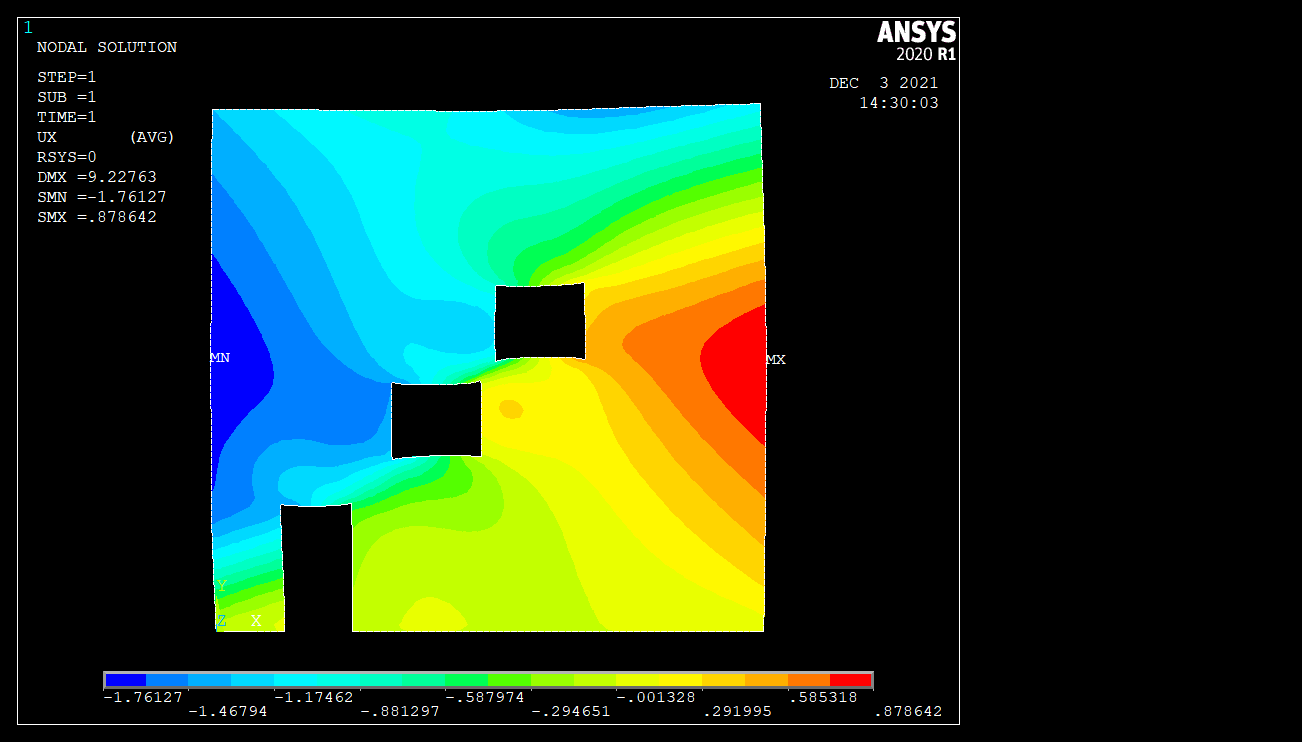 1
ANSYS
2020 R1
NODAL SOLUTION
STEP=1
SUB =1
TIME=1
UX (AVG)
RSYS=0
DMX =9.22763
SMN =-1.76127
SMX =.878642
DEC 3 2021
14:30:03
MN
MX
Y
Z X
-1.76127 -1.17462 -.587974 -.001328 .585318
-1.46794 -.881297 -.294651 .291995 .878642